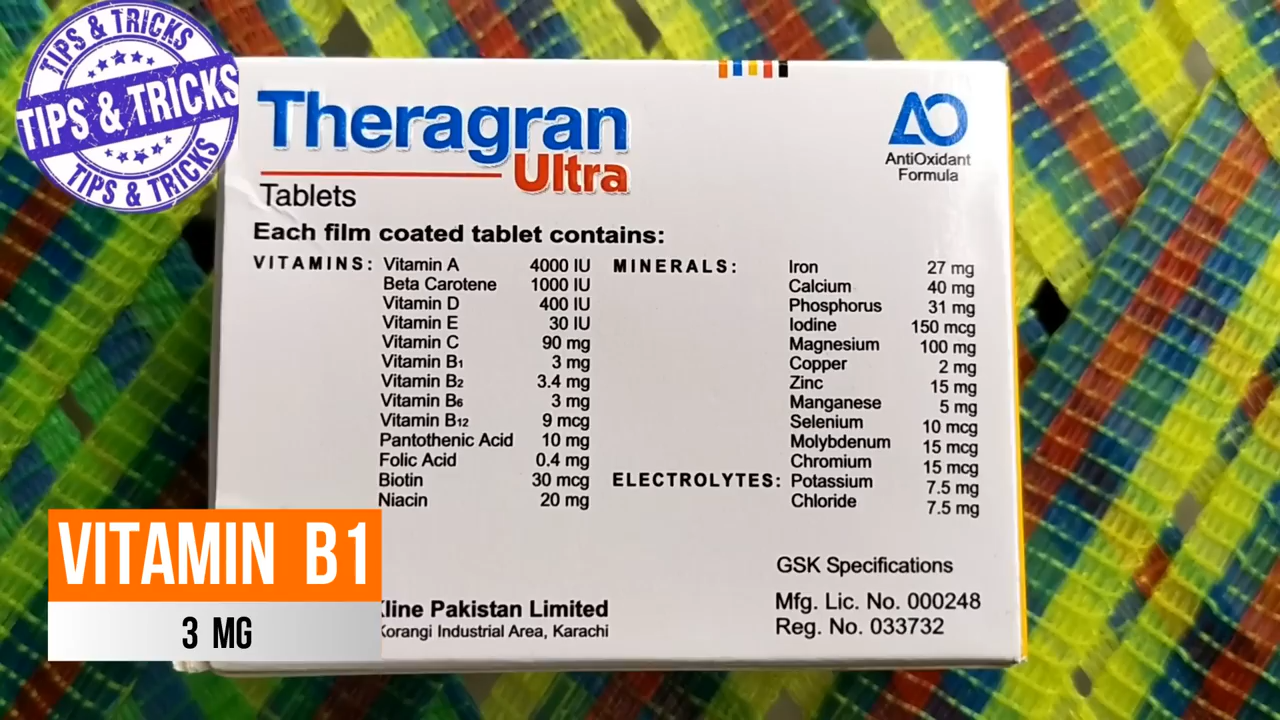 TIPS & TRICKS
TIPS & TRICKS
TIPS & TRICKS
Theragran
Ultra
Tablets
AO
AntiOxidant
Formula
Each film coated tablet contains:
VITAMINS:
Vitamin A 4000 IU
Beta Carotene 1000 IU
Vitamin D 400 IU
Vitamin E 30 IU
Vitamin C 90 mg
Vitamin B1 3 mg
Vitamin B2 3.4 mg
Vitamin B6 3 mg
Vitamin B12 9 mcg
Pantothenic Acid 10 mg
Folic Acid 0.4 mg
Biotin 30 mcg
Niacin 20 mg
MINERALS:
Iron 27 mg
Calcium 40 mg
Phosphorus 31 mg
Iodine 150 mcg
Magnesium 100 mg
Copper 2 mg
Zinc 15 mg
Manganese 5 mg
Selenium 10 mcg
Molybdenum 15 mcg
Chromium 15 mcg
ELECTROLYTES: Potassium 7.5 mg
Chloride 7.5 mg
GSK Specifications
Mfg. Lic. No. 000248
Reg. No. 033732
kline Pakistan Limited
Korangi Industrial Area, Karachi
VITAMIN B1
3 MG